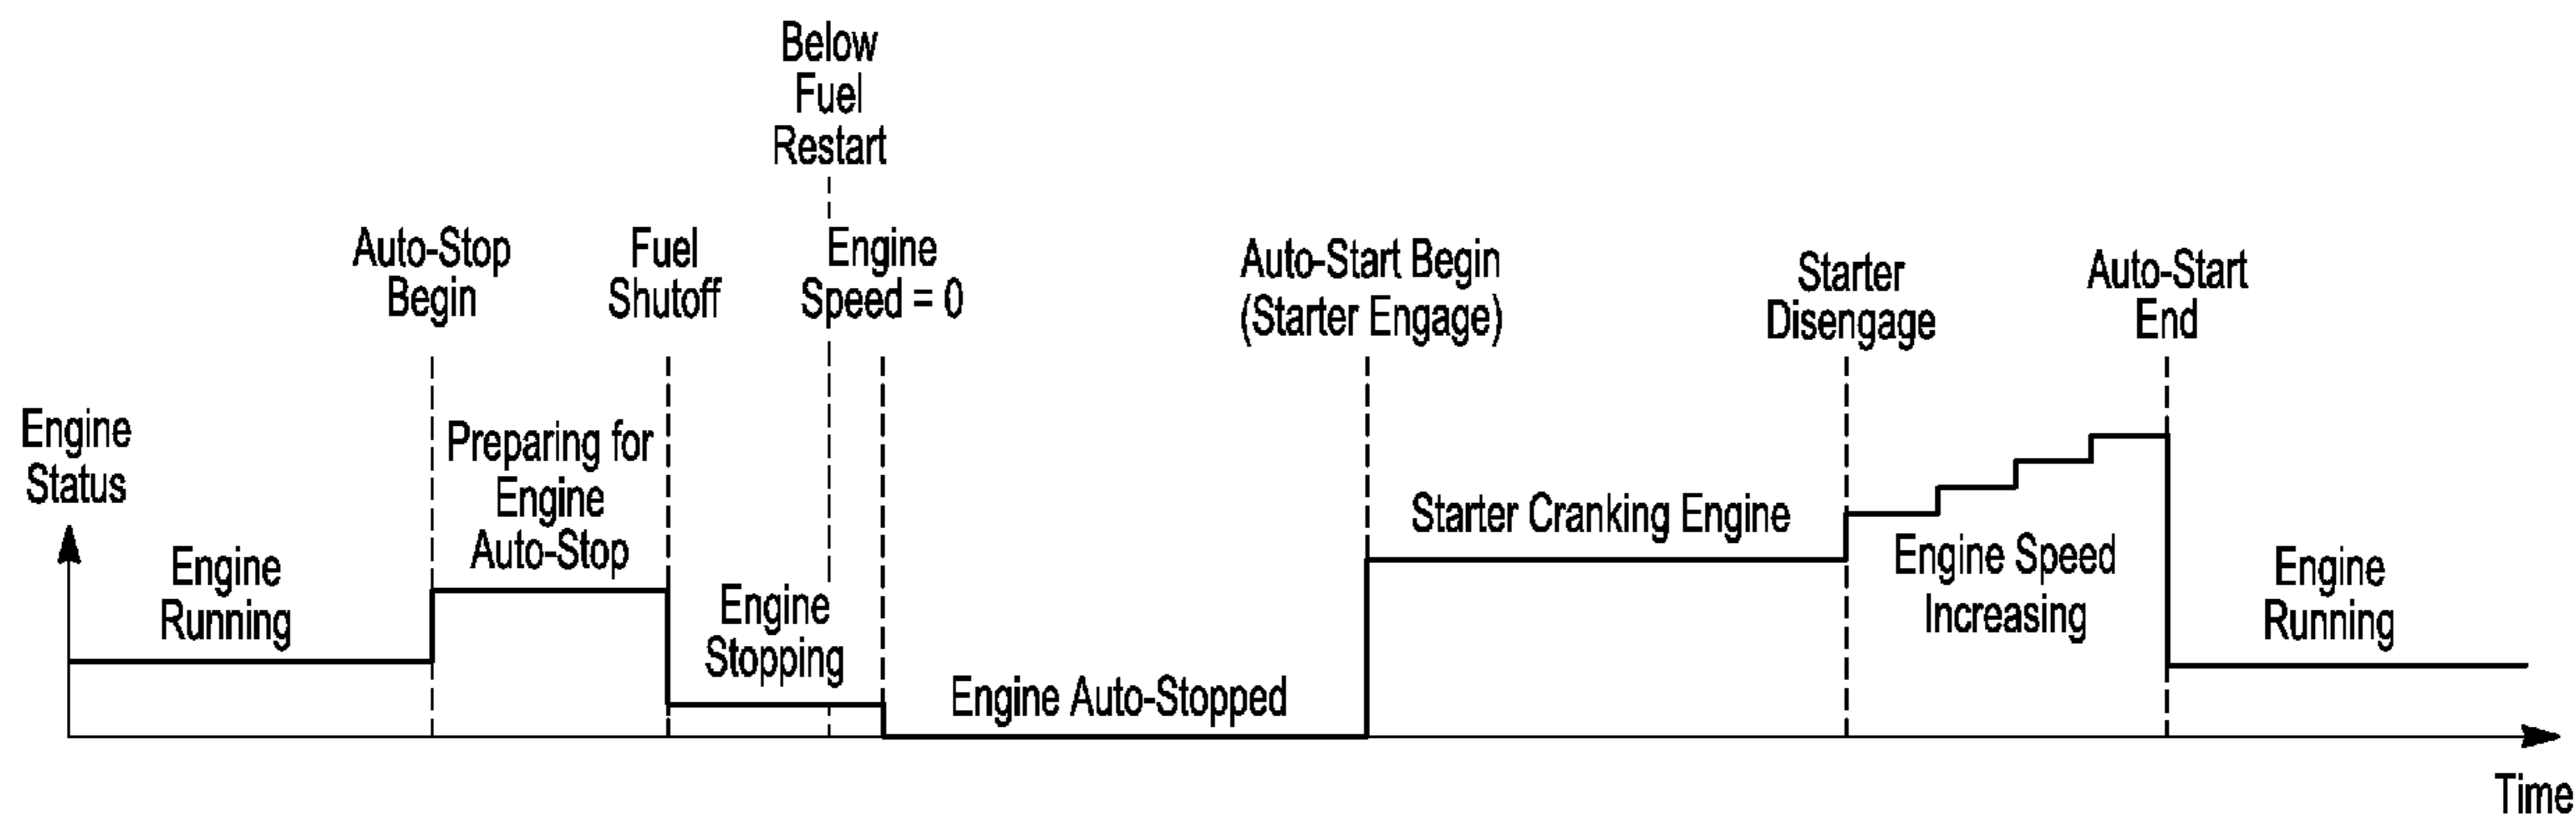 Below
Fuel
Restart
Auto-Stop
Begin
Fuel
Shutoff
Engine
Speed = 0
Auto-Start Begin
(Starter Engage)
Starter
Disengage
Auto-Start
End
Engine
Status
Engine
Running
Preparing for
Engine
Auto-Stop
Engine
Stopping
Engine Auto-Stopped
Starter Cranking Engine
Engine Speed
Increasing
Engine
Running
Time